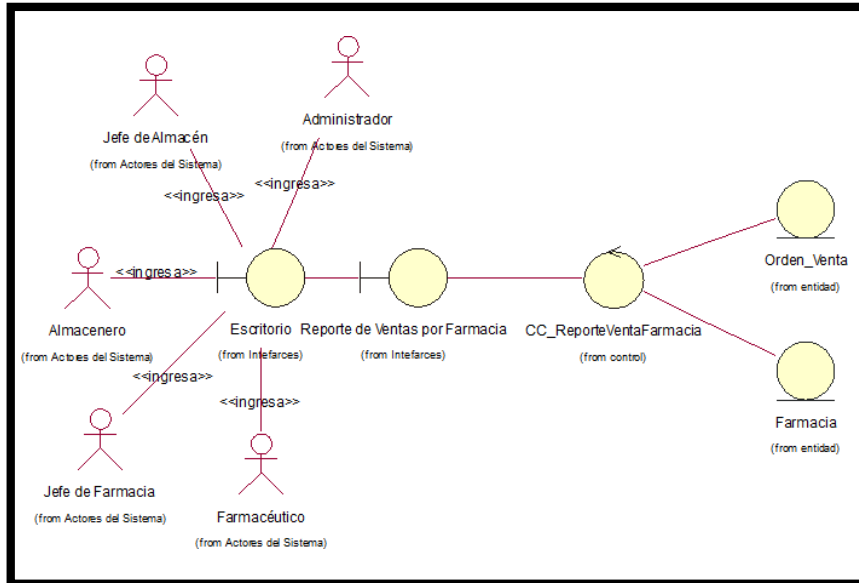 Administrador
(from Actores del Sistema)
Jefe de Almacén
(from Actores del Sistema)
<<ingresa>>
<<ingresa>>
Orden_Venta
(from entidad)
<<ingresa>>
Almacenero
(from Actores del Sistema)
Escritorio
(from Intefarces)
Reporte de Ventas por Farmacia
(from Intefarces)
CC_ReporteVentaFarmacia
(from control)
<<ingresa>>
<<ingresa>>
Farmacia
(from entidad)
Jefe de Farmacia
(from Actores del Sistema)
Farmacéutico
(from Actores del Sistema)